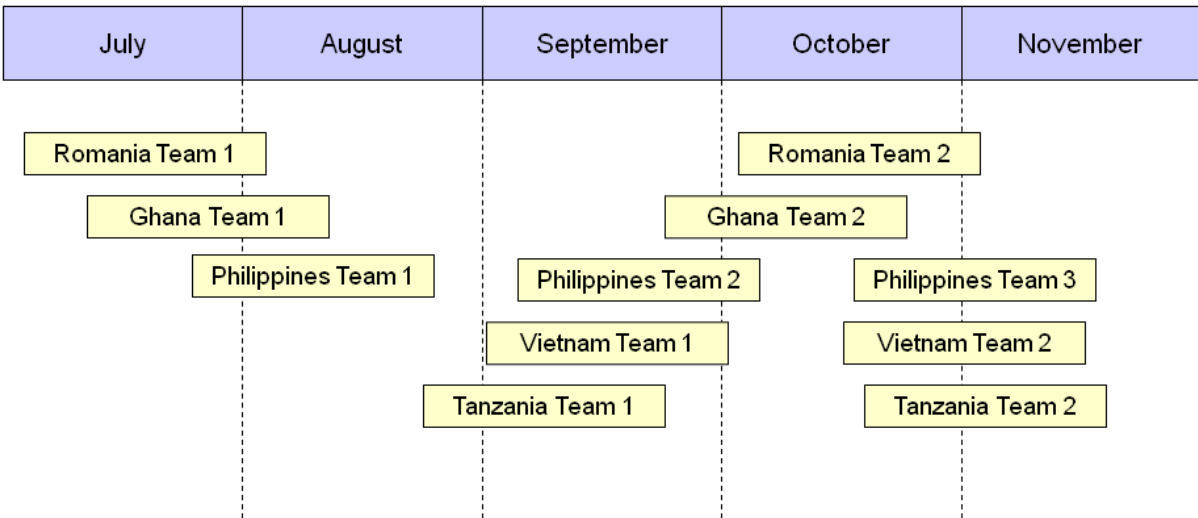 July
August
September
October
November
Romania Team 1
Romania Team 2
Ghana Team 1
Ghana Team 2
Philippines Team 1
Philippines Team 2
Philippines Team 3
Vietnam Team 1
Vietnam Team 2
Tanzania Team 1
Tanzania Team 2